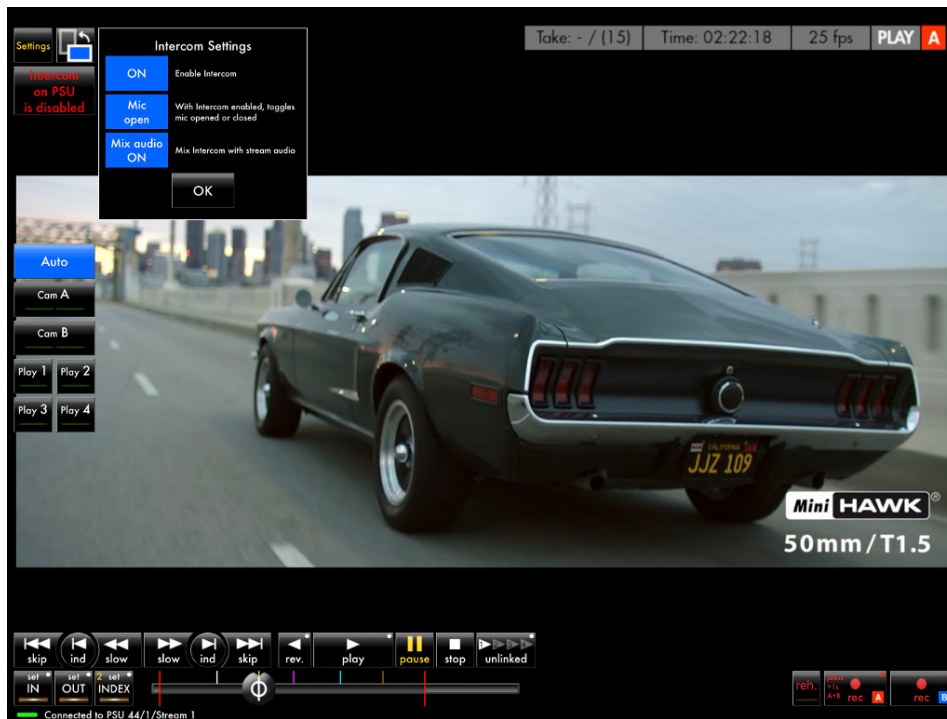 Settings
Intercom
on PSU
is disabled
Intercom Settings
ON
Enable Intercom
Mic
open
With Intercom enabled, toggles
mic opened or closed
Mix audio
ON
Mix Intercom with stream audio
OK
Take: - / (15)
Time: 02:22:18
25 fps
PLAY
A
Auto
Cam A
Cam B
Play 1
Play 2
Play 3
Play 4
CALIFORNIA
JJZ 109
Mini HAWK®
50mm/T1.5
skip
ind
slow
slow
ind
skip
rev.
play
pause
stop
unlinked
set
IN
set
OUT
2 set
INDEX
reh.
press
>1s
A+B
rec
A
rec
B
Connected to PSU 44/1/Stream 1